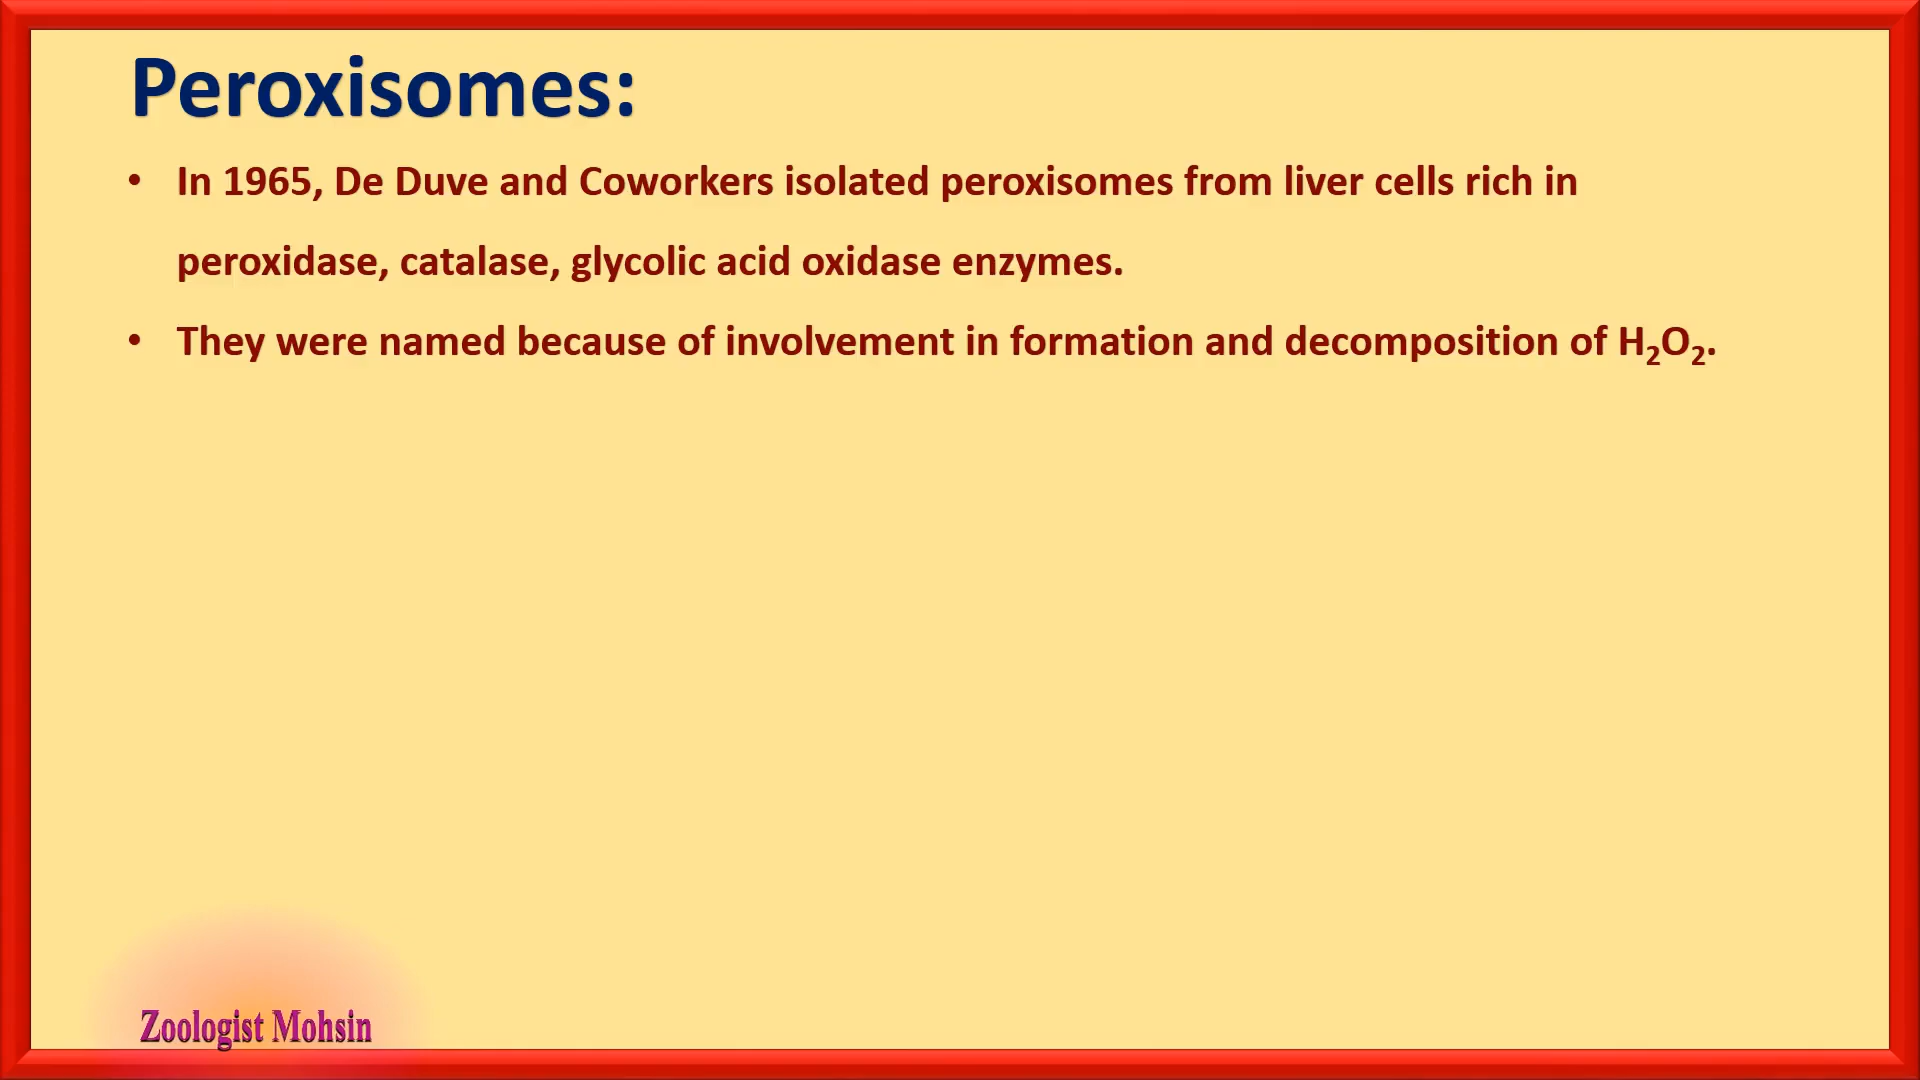 Peroxisomes:
• In 1965, De Duve and Coworkers isolated peroxisomes from liver cells rich in
peroxidase, catalase, glycolic acid oxidase enzymes.
• They were named because of involvement in formation and decomposition of H₂O₂.
Zoologist Mohsin